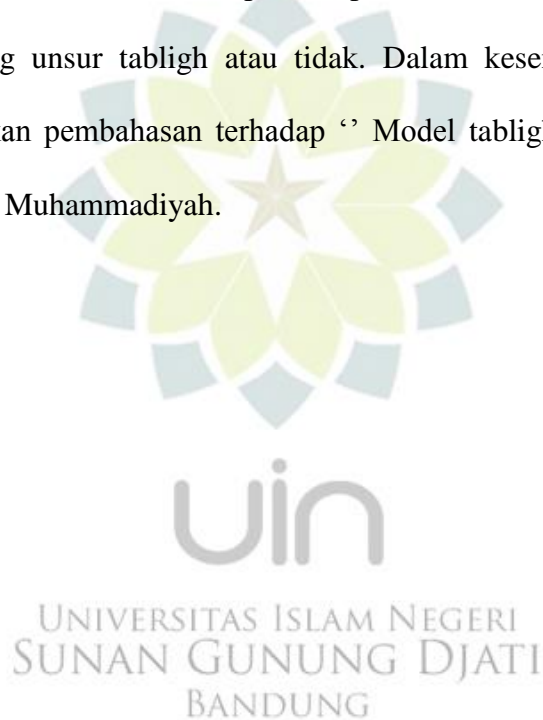 g unsur tabligh atau tidak. Dalam kese
kan pembahasan terhadap ‘’ Model tabligh
Muhammadiyah.
uin
UNIVERSITAS ISLAM NEGERI
SUNAN GUNUNG DJATI
BANDUNG